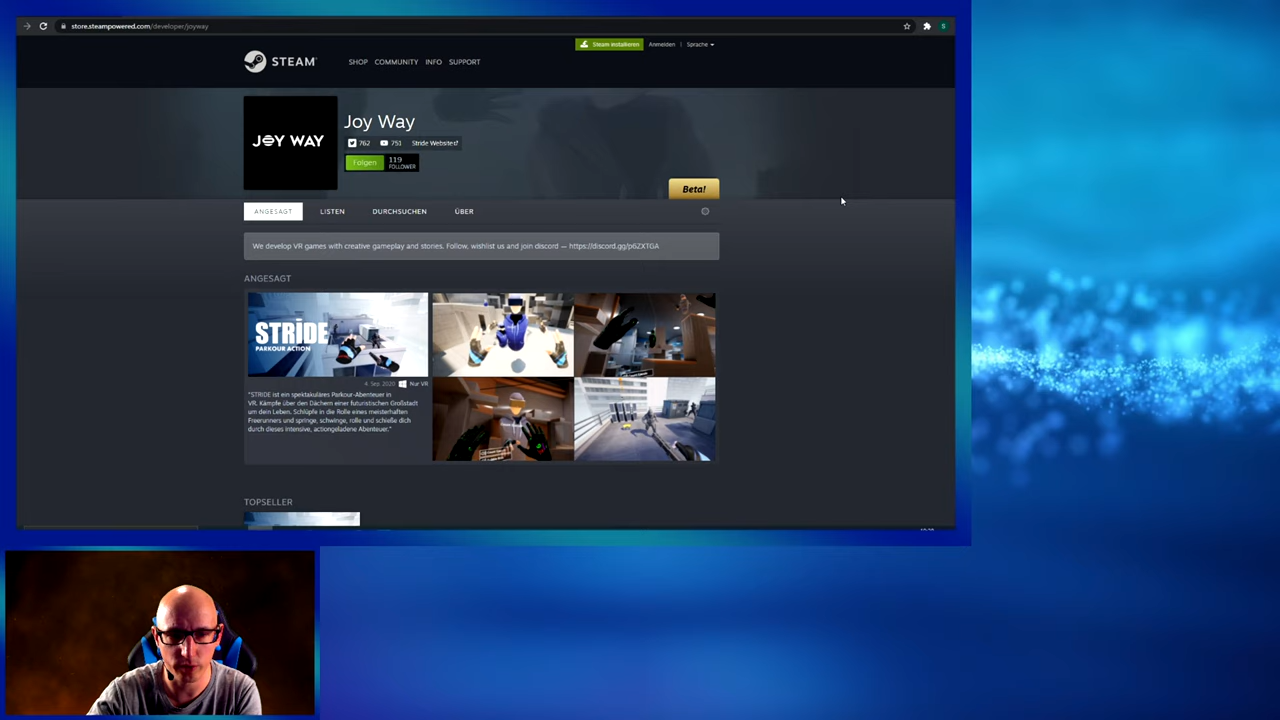 store.steampowered.com/developer/joyway
S
Steam installieren
Anmelden | Sprache
STEAM
SHOP COMMUNITY INFO SUPPORT
JOY WAY
Joy Way
762 751 Stride Website
Folgen
119
FOLLOWER
Beta!
ANGESAGT LISTEN DURCHSUCHEN ÜBER
We develop VR games with creative gameplay and stories. Follow, wishlist us and join discord — https://discord.gg/p6ZXTGA
ANGESAGT
STRIDE
PARKOUR ACTION
4. Sep. 2020 Nur VR
"STRIDE ist ein spektakuläres Parkour-Abenteuer in
VR. Kämpfe über den Dächern einer futuristischen Großstadt
um dein Leben. Schlüpfe in die Rolle eines meisterhaften
Freerunners und springe, schwinge, rolle und schieße dich
durch dieses intensive, actiongeladene Abenteuer."
TOPSELLER